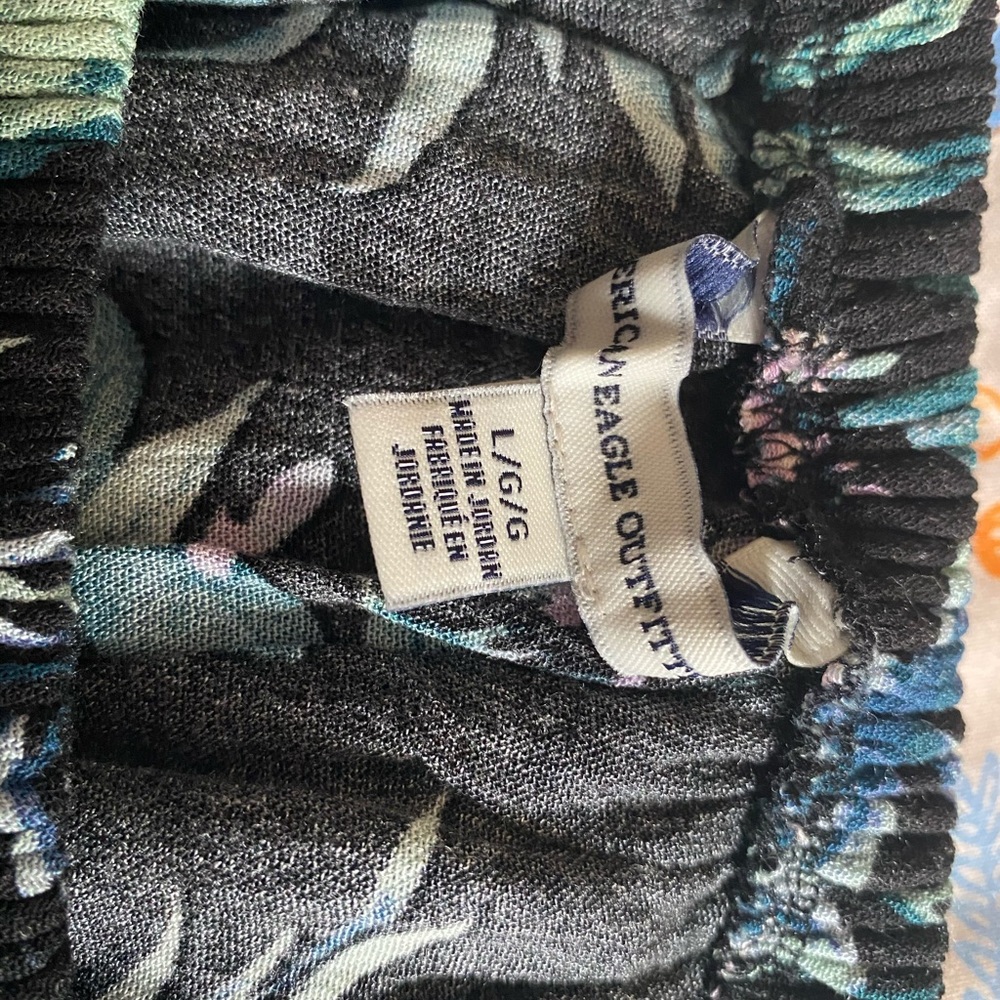 ERICAN EAGLE OUTFITT
L/G/G
MADE IN JORDAN
FABRIQUÉ EN
JORDANIE